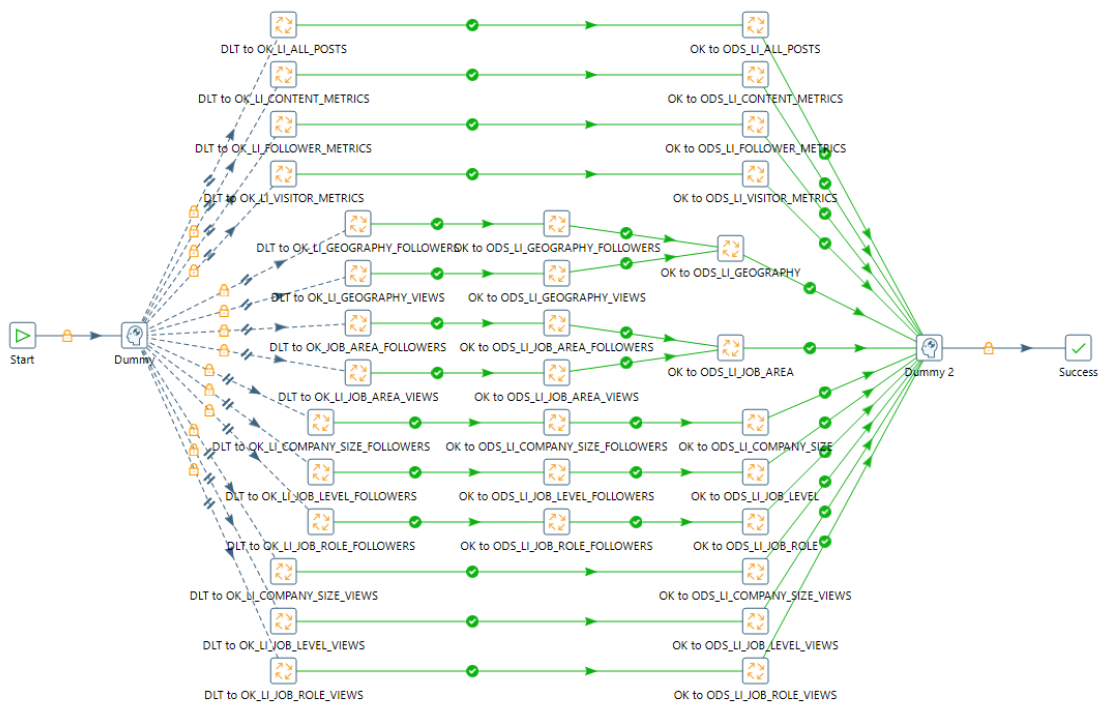 DLT to OK_LI_ALL_POSTS
OK to ODS_LI_ALL_POSTS
DLT to OK_LI_CONTENT_METRICS
OK to ODS_LI_CONTENT_METRICS
DLT to OK_LI_FOLLOWER_METRICS
OK to ODS_LI_FOLLOWER_METRICS
DLT to OK_LI_VISITOR_METRICS
OK to ODS_LI_VISITOR_METRICS
DLT to OK_LI_GEOGRAPHY_FOLLOWERS
OK to ODS_LI_GEOGRAPHY_FOLLOWERS
OK to ODS_LI_GEOGRAPHY
DLT to OK_LI_GEOGRAPHY_VIEWS
OK to ODS_LI_GEOGRAPHY_VIEWS
DLT to OK_JOB_AREA_FOLLOWERS
OK to ODS_LI_JOB_AREA_FOLLOWERS
Start
Dummy
OK to ODS_LI_JOB_AREA
Dummy 2
Success
DLT to OK_LI_JOB_AREA_VIEWS
OK to ODS_LI_JOB_AREA_VIEWS
DLT to OK_LI_COMPANY_SIZE_FOLLOWERS
OK to ODS_LI_COMPANY_SIZE_FOLLOWERS
OK to ODS_LI_COMPANY_SIZE
DLT to OK_LI_JOB_LEVEL_FOLLOWERS
OK to ODS_LI_JOB_LEVEL_FOLLOWERS
OK to ODS_LI_JOB_LEVEL
DLT to OK_LI_JOB_ROLE_FOLLOWERS
OK to ODS_LI_JOB_ROLE_FOLLOWERS
OK to ODS_LI_JOB_ROLE
DLT to OK_LI_COMPANY_SIZE_VIEWS
OK to ODS_LI_COMPANY_SIZE_VIEWS
DLT to OK_LI_JOB_LEVEL_VIEWS
OK to ODS_LI_JOB_LEVEL_VIEWS
DLT to OK_LI_JOB_ROLE_VIEWS
OK to ODS_LI_JOB_ROLE_VIEWS